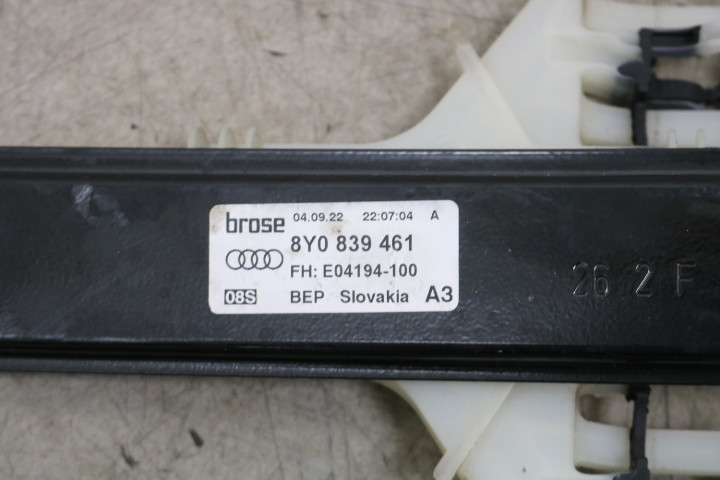 brose 04.09.22 22:07:04 A
8Y0 839 461
FH: E04194-100
08S BEP Slovakia A3
26 2 F